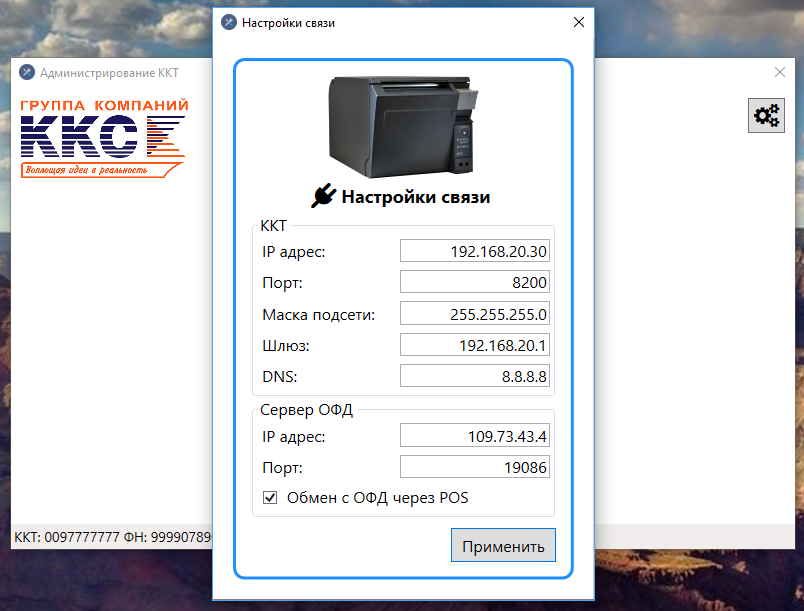 Настройки связи
Администрирование ККТ
ГРУППА КОМПАНИЙ
ККС
Воплощая идеи в реальность
Настройки связи
ККТ
IP адрес: 192.168.20.30
Порт: 8200
Маска подсети: 255.255.255.0
Шлюз: 192.168.20.1
DNS: 8.8.8.8
Сервер ОФД
IP адрес: 109.73.43.4
Порт: 19086
Обмен с ОФД через POS
Применить
ККТ: 0097777777 ФН: 99990789